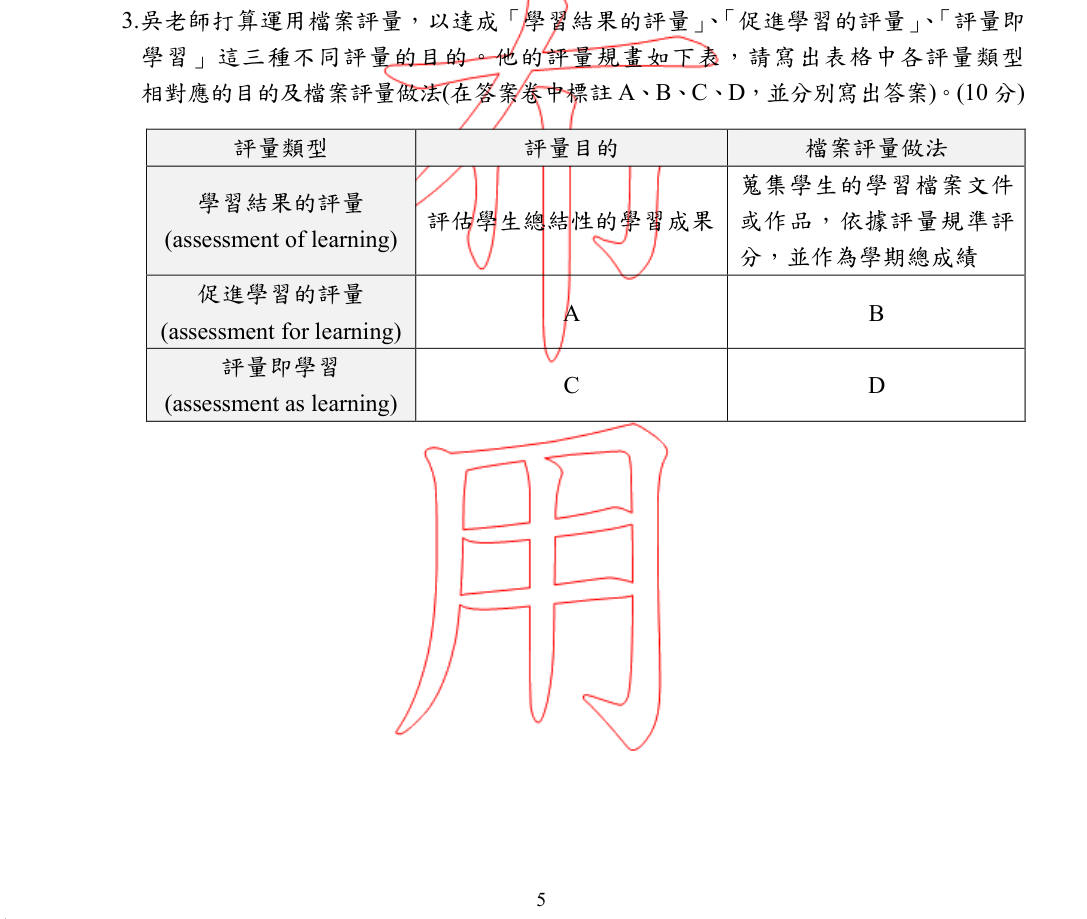 3.吳老師打算運用檔案評量，以達成「學習結果的評量」、「促進學習的評量」、「評量即
學習」這三種不同評量的目的。他的評量規畫如下表，請寫出表格中各評量類型
相對應的目的及檔案評量做法(在答案卷中標註 A、B、C、D，並分別寫出答案)。(10 分)
評量類型
評量目的
檔案評量做法
學習結果的評量
(assessment of learning)
評估學生總結性的學習成果
蒐集學生的學習檔案文件
或作品，依據評量規準評
分，並作為學期總成績
促進學習的評量
(assessment for learning)
A
B
評量即學習
(assessment as learning)
C
D
用
5